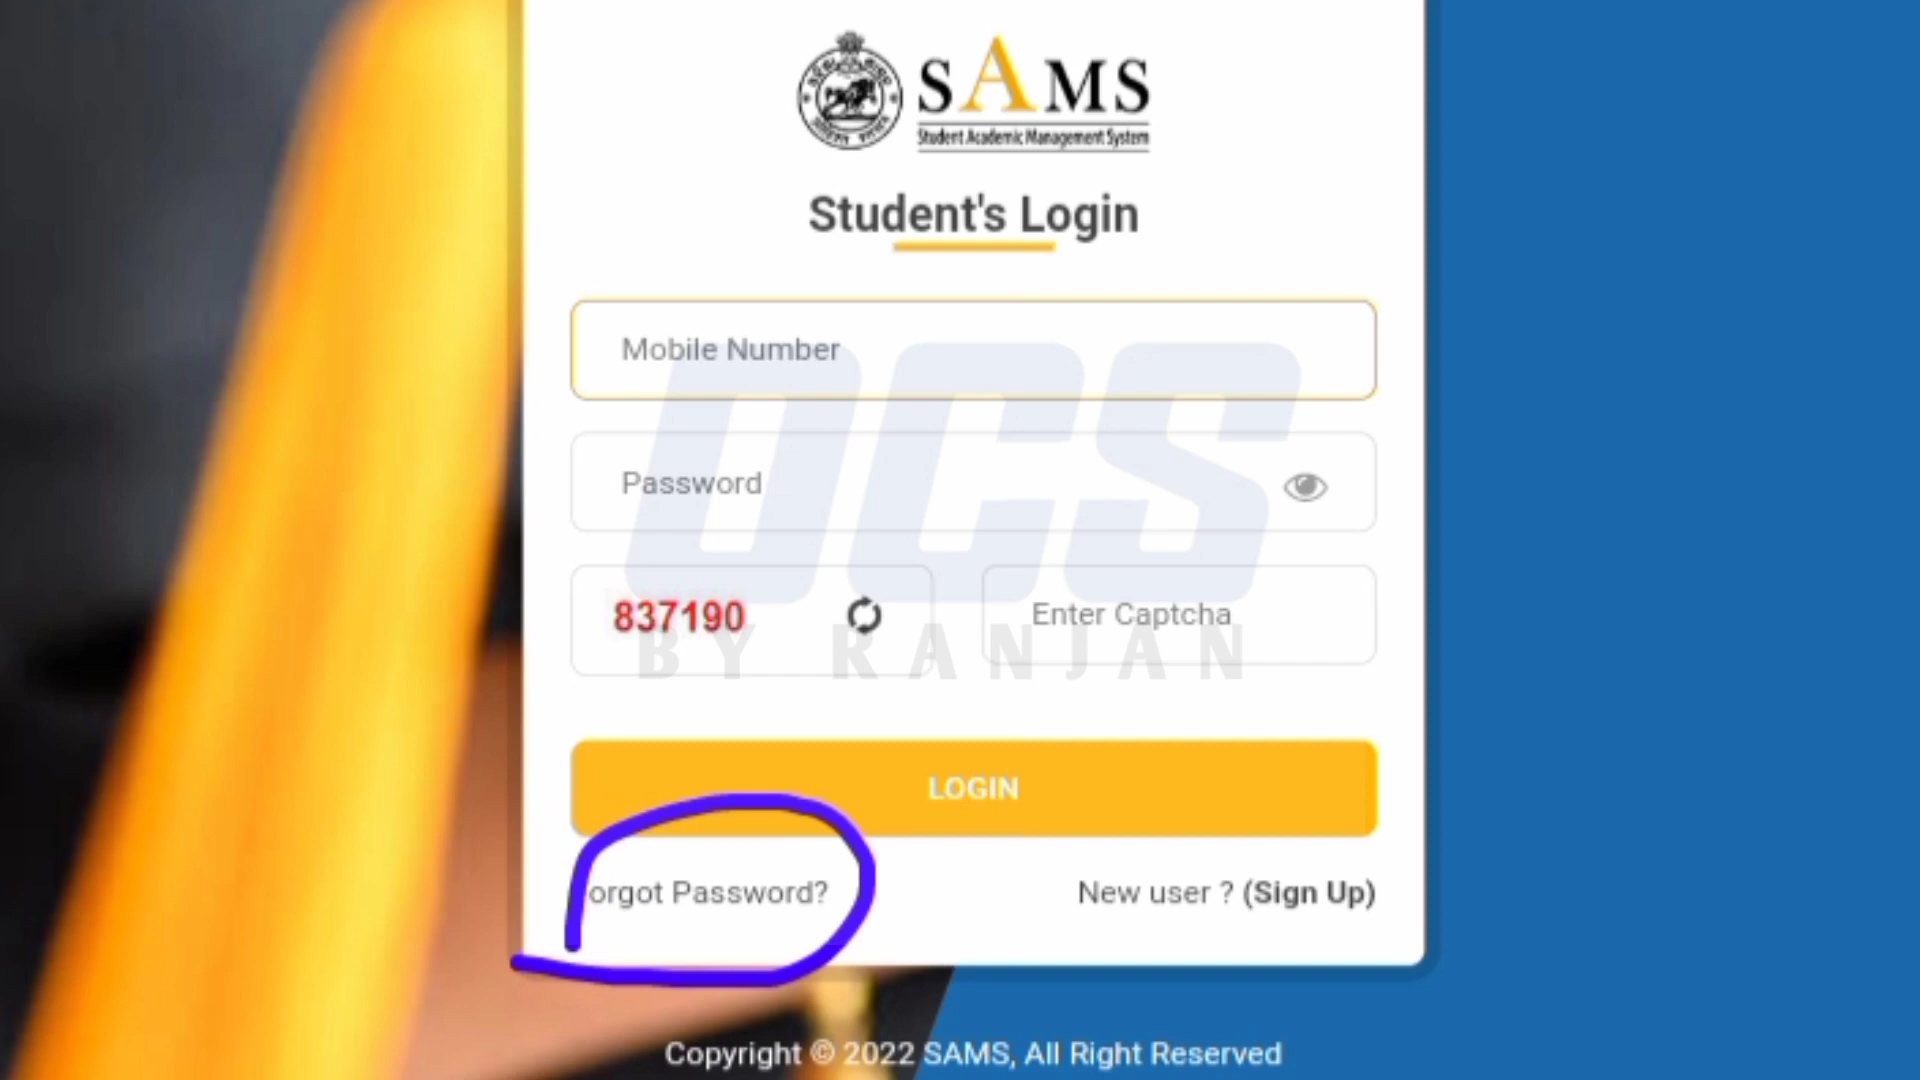 SAMS
Student Academic Management System
Student's Login
Mobile Number
Password
OCS
837190
Enter Captcha
BY RANJAN
LOGIN
orgot Password?
New user ? (Sign Up)
Copyright © 2022 SAMS, All Right Reserved